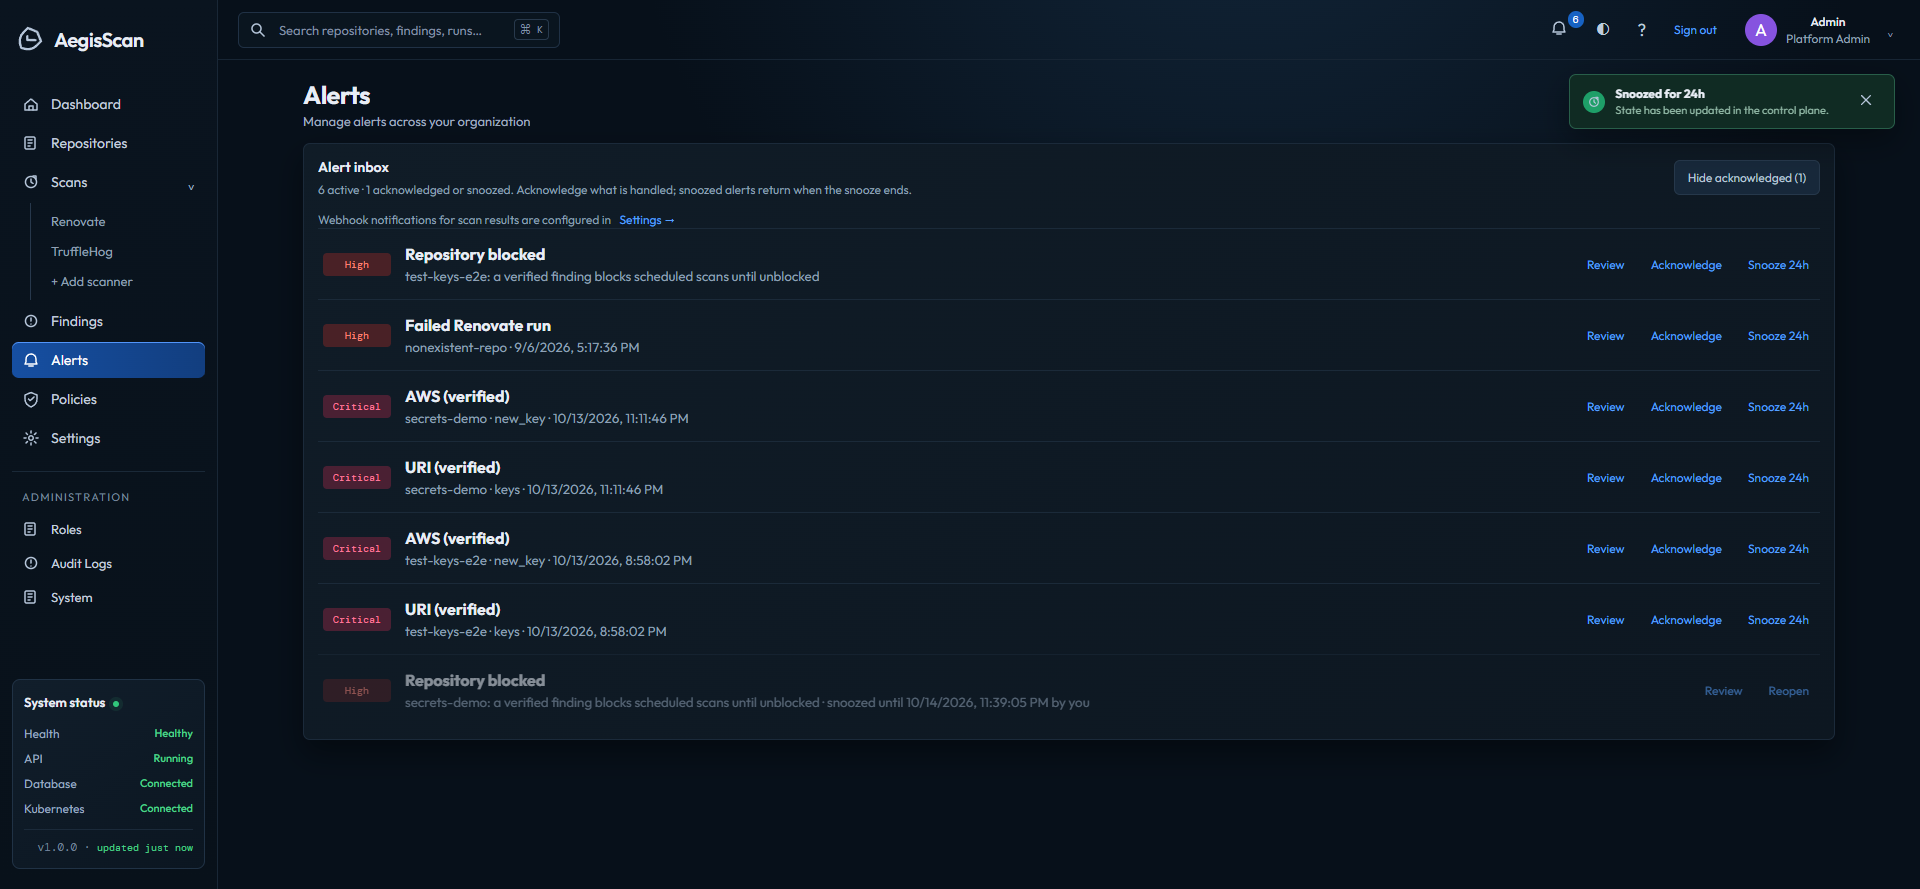 AegisScan
Search repositories, findings, runs...
⌘ K
6
?
Sign out
A
Admin
Platform Admin
Dashboard
Repositories
Scans
Renovate
TruffleHog
+ Add scanner
Findings
Alerts
Policies
Settings
ADMINISTRATION
Roles
Audit Logs
System
System status
Health Healthy
API Running
Database Connected
Kubernetes Connected
v1.0.0 · updated just now
Alerts
Manage alerts across your organization
Snoozed for 24h
State has been updated in the control plane.
Alert inbox
6 active · 1 acknowledged or snoozed. Acknowledge what is handled; snoozed alerts return when the snooze ends.
Hide acknowledged (1)
Webhook notifications for scan results are configured in Settings →
High
Repository blocked
test-keys-e2e: a verified finding blocks scheduled scans until unblocked
Review Acknowledge Snooze 24h
High
Failed Renovate run
nonexistent-repo · 9/6/2026, 5:17:36 PM
Review Acknowledge Snooze 24h
Critical
AWS (verified)
secrets-demo · new_key · 10/13/2026, 11:11:46 PM
Review Acknowledge Snooze 24h
Critical
URI (verified)
secrets-demo · keys · 10/13/2026, 11:11:46 PM
Review Acknowledge Snooze 24h
Critical
AWS (verified)
test-keys-e2e · new_key · 10/13/2026, 8:58:02 PM
Review Acknowledge Snooze 24h
Critical
URI (verified)
test-keys-e2e · keys · 10/13/2026, 8:58:02 PM
Review Acknowledge Snooze 24h
High
Repository blocked
secrets-demo: a verified finding blocks scheduled scans until unblocked · snoozed until 10/14/2026, 11:39:05 PM by you
Review Reopen